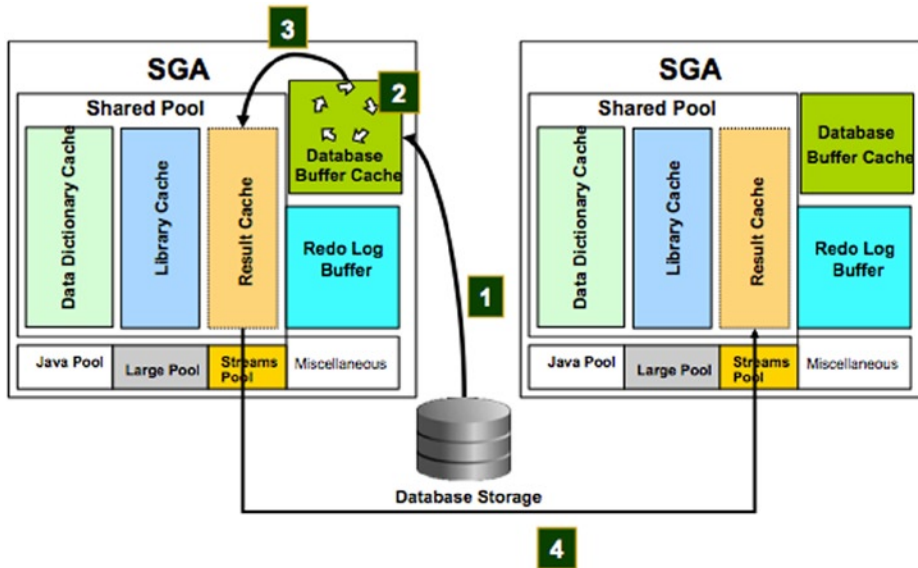 3
SGA
Shared Pool
2
Data Dictionary Cache
Library Cache
Result Cache
Database
Buffer Cache
Redo Log
Buffer
Java Pool
Large Pool
Streams
Pool
Miscellaneous
SGA
Shared Pool
Data Dictionary Cache
Library Cache
Result Cache
Database
Buffer Cache
Redo Log
Buffer
Java Pool
Large Pool
Streams
Pool
Miscellaneous
1
Database Storage
4